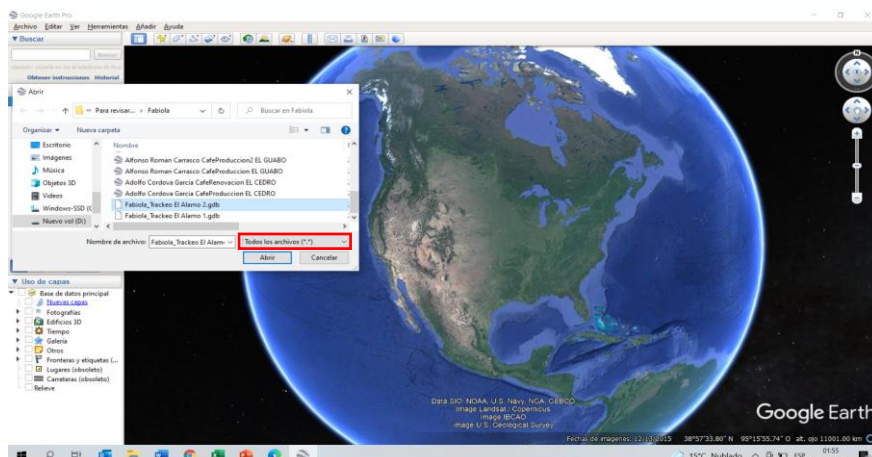 Google Earth Pro
Archivo Editar Ver Herramientas Añadir Ayuda
Buscar
Buscar
Obtener instrucciones Historial
Abrir
Para revisar... > Fabiola
Buscar en Fabiola
Organizar Nueva carpeta
Nombre
Escritorio
Imágenes
Música
Objetos 3D
Videos
Windows-SSD (C
Nuevo vol (D:)
Alfonso Roman Carrasco CafeProduccion2 EL GUABO
Alfonso Roman Carrasco CafeProduccion EL GUABO
Adolfo Cordova Garcia CafeRenovacion EL CEDRO
Adolfo Cordova Garcia CafeProduccion EL CEDRO
Fabiola_Trackeo El Alamo 2.gdb
Fabiola_Trackeo El Alamo 1.gdb
Nombre de archivo: Fabiola_Trackeo El Alam Todos los archivos (*.*)
Abrir Cancelar
Uso de capas
Base de datos principal
Nuevas capas
Fotografías
Edificios 3D
Tiempo
Galería
Otros
Fronteras y etiquetas (...
Lugares (obsoleto)
Carreteras (obsoleto)
Relieve
Data SIO, NOAA, U.S. Navy, NGA, GEBCO
Image Landsat / Copernicus
Image IBCAO
Image U.S. Geological Survey
Google Earth
Fechas de imágenes: 12/13/2015 38°57'33.80" N 95°15'55.74" O alt. ojo 11001.00 km
15°C Nublado ESP 01:55